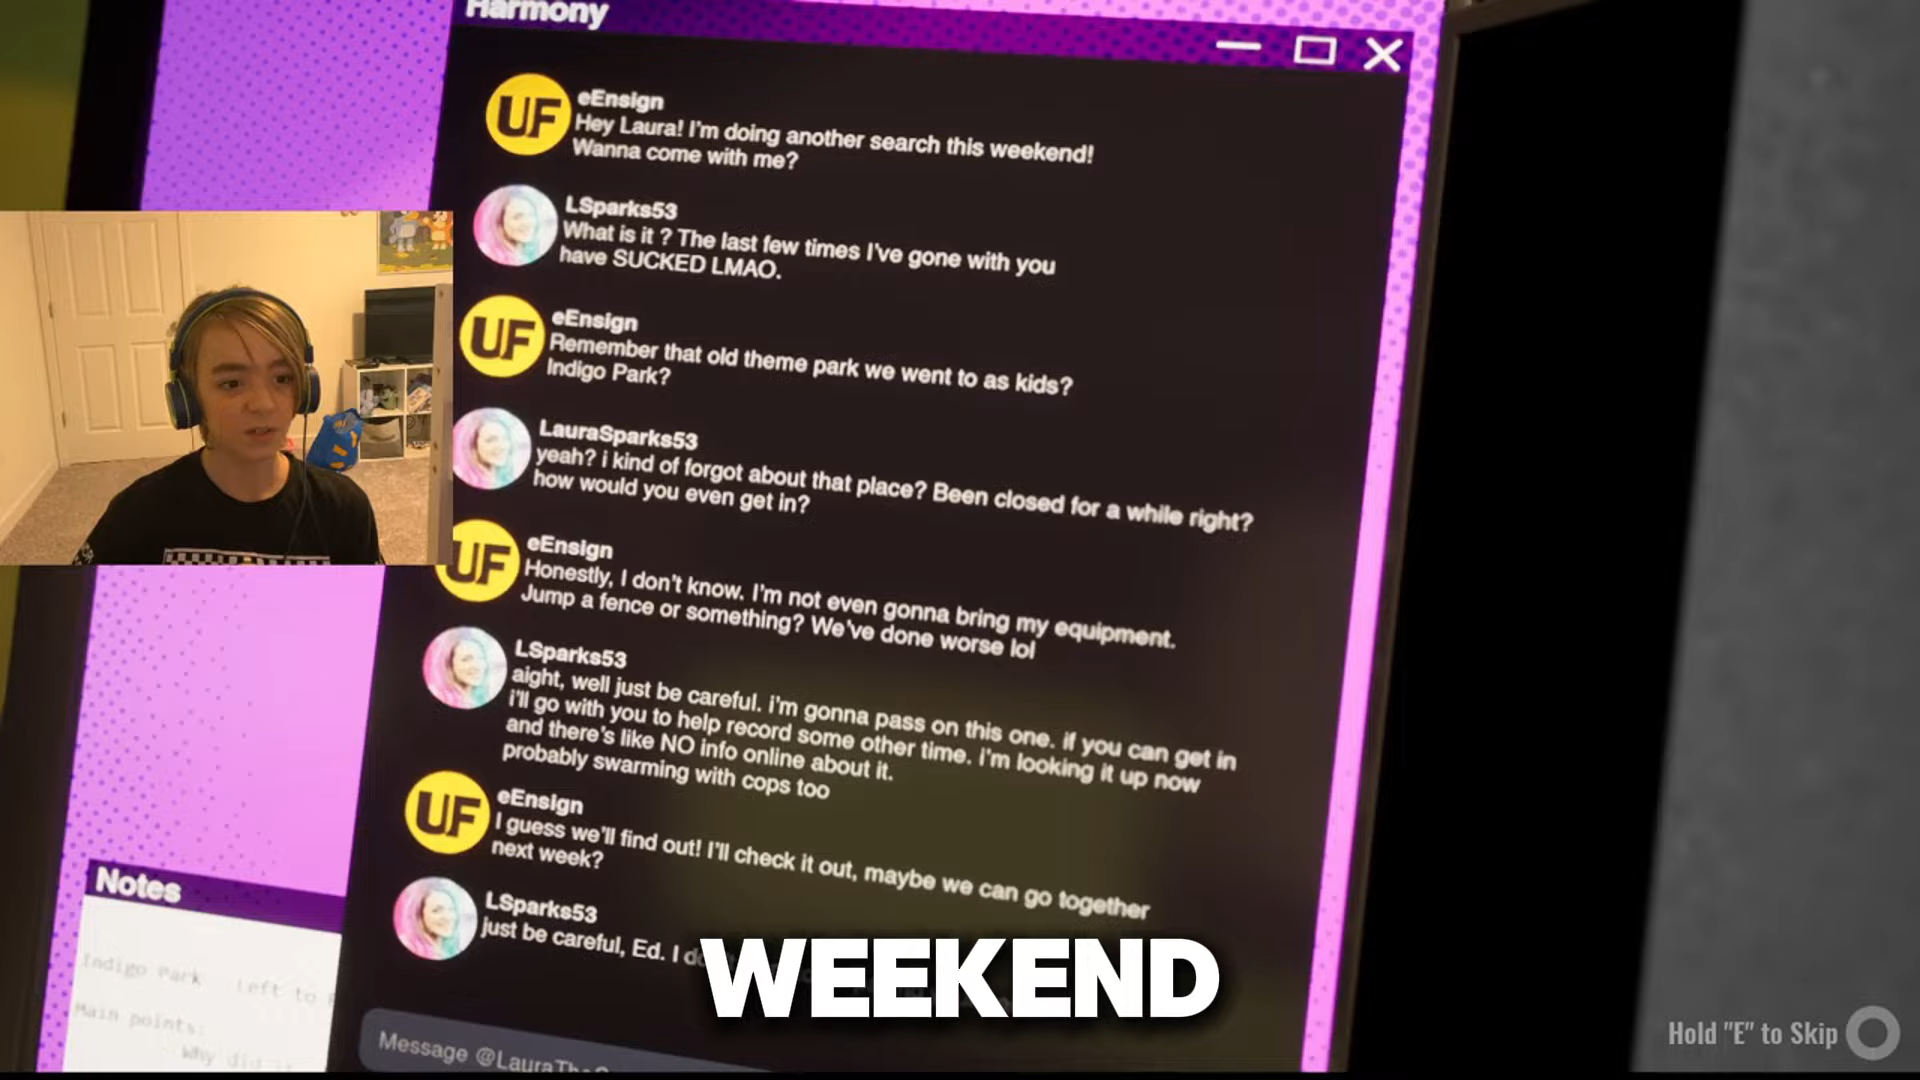 Harmony
UF
eEnsign
Hey Laura! I'm doing another search this weekend!
Wanna come with me?
LSparks53
What is it ? The last few times I've gone with you
have SUCKED LMAO.
UF
eEnsign
Remember that old theme park we went to as kids?
Indigo Park?
LauraSparks53
yeah? i kind of forgot about that place? Been closed for a while right?
how would you even get in?
UF
eEnsign
Honestly, I don't know. I'm not even gonna bring my equipment.
Jump a fence or something? We've done worse lol
LSparks53
aight, well just be careful. i'm gonna pass on this one. if you can get in
i'll go with you to help record some other time. i'm looking it up now
and there's like NO info online about it.
probably swarming with cops too
UF
eEnsign
I guess we'll find out! I'll check it out, maybe we can go together
next week?
LSparks53
just be careful, Ed. I
WEEKEND
Message
Notes
Indigo Park Left to
Main points:
Why did
Hold "E" to Skip